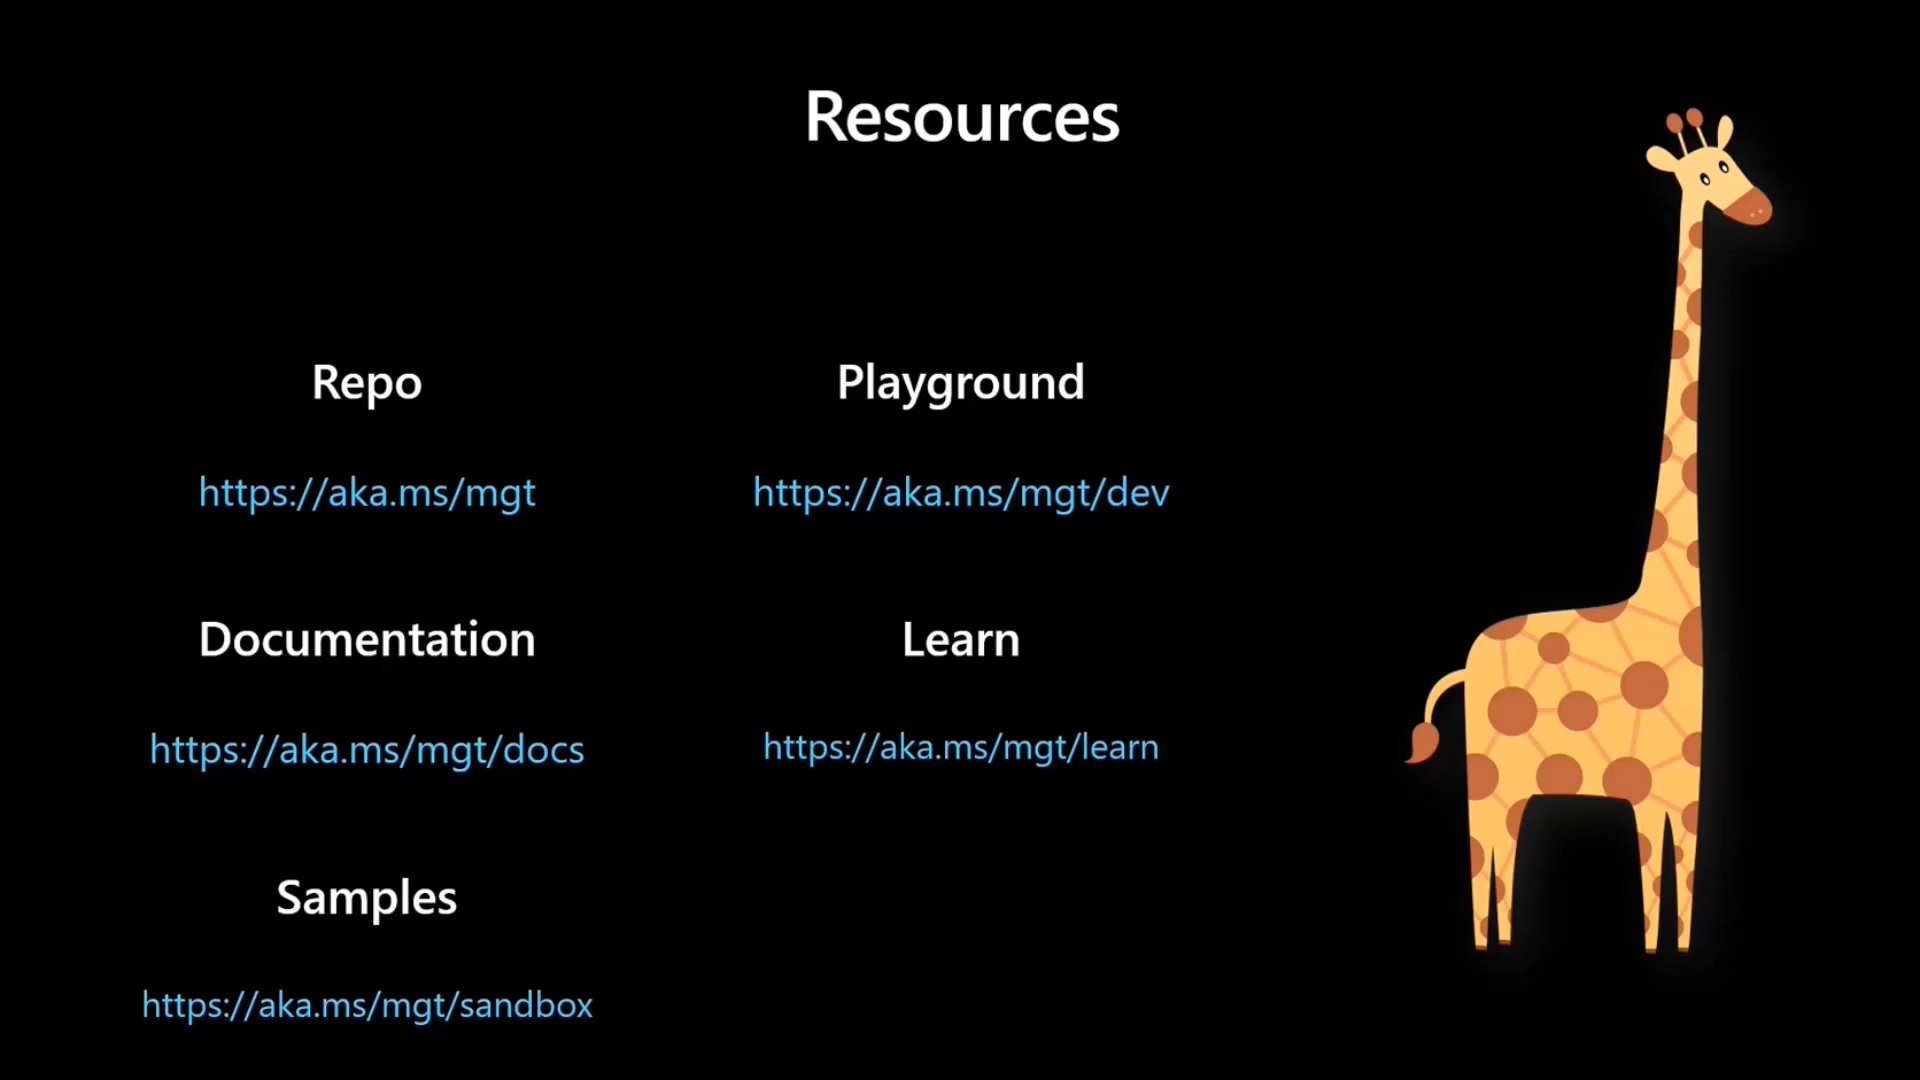 Resources
Repo
https://aka.ms/mgt
Playground
https://aka.ms/mgt/dev
Documentation
https://aka.ms/mgt/docs
Learn
https://aka.ms/mgt/learn
Samples
https://aka.ms/mgt/sandbox